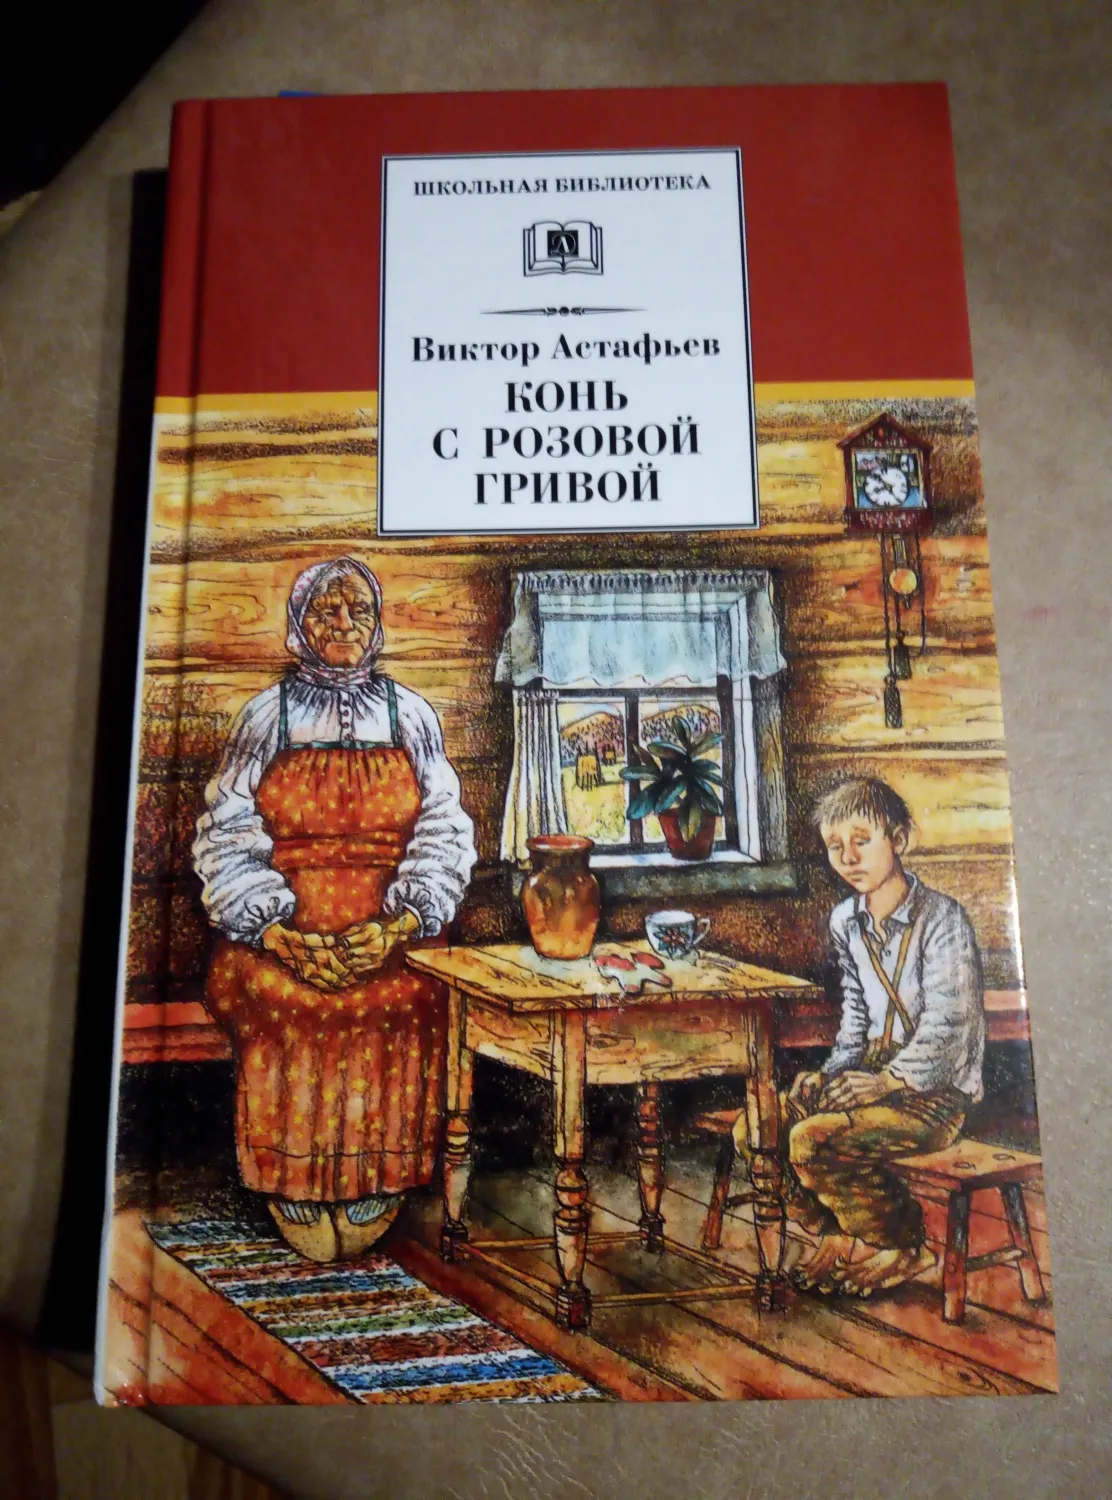 ШКОЛЬНАЯ БИБЛИОТЕКА
Виктор Астафьев
КОНЬ
С РОЗОВОЙ
ГРИВОЙ